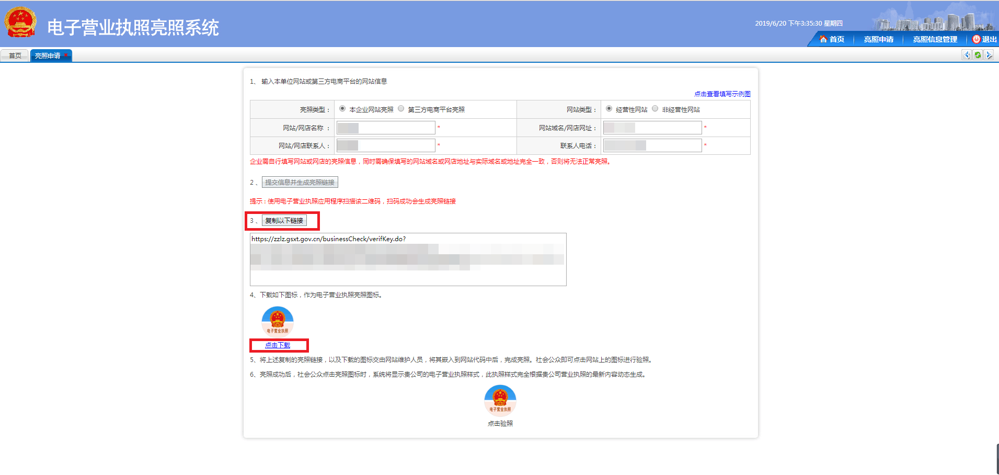 电子营业执照亮照系统
2019/6/20 下午3:35:30 星期四
首页 亮照申请 亮照信息管理 退出
首页 亮照申请
1、 输入本单位网站或第三方电商平台的网站信息
点击查看填写示例图
亮照类型： 本企业网站亮照 第三方电商平台亮照 网站类型： 经营性网站 非经营性网站
网站/网店名称 ： * 网站域名/网店网址： *
网站/网店联系人： * 联系人电话： *
企业需自行填写网站或网店的亮照信息，同时需确保填写的网站域名或网店地址与实际域名或地址完全一致，否则将无法正常亮照。
2 、 提交信息并生成亮照链接
提示：使用电子营业执照应用程序扫描该二维码，扫码成功会生成亮照链接
3 、 复制以下链接
https://zzlz.gsxt.gov.cn/businessCheck/verifKey.do?
4、下载如下图标，作为电子营业执照亮照图标。
电子营业执照
点击下载
5、将上述复制的亮照链接，以及下载的图标交由网站维护人员，将其嵌入到网站代码中后，完成亮照。社会公众即可点击网站上的图标进行验照。
6、亮照成功后，社会公众点击亮照图标时，系统将显示贵公司的电子营业执照样式，此执照样式完全根据贵公司营业执照的最新内容动态生成。
电子营业执照
点击验照